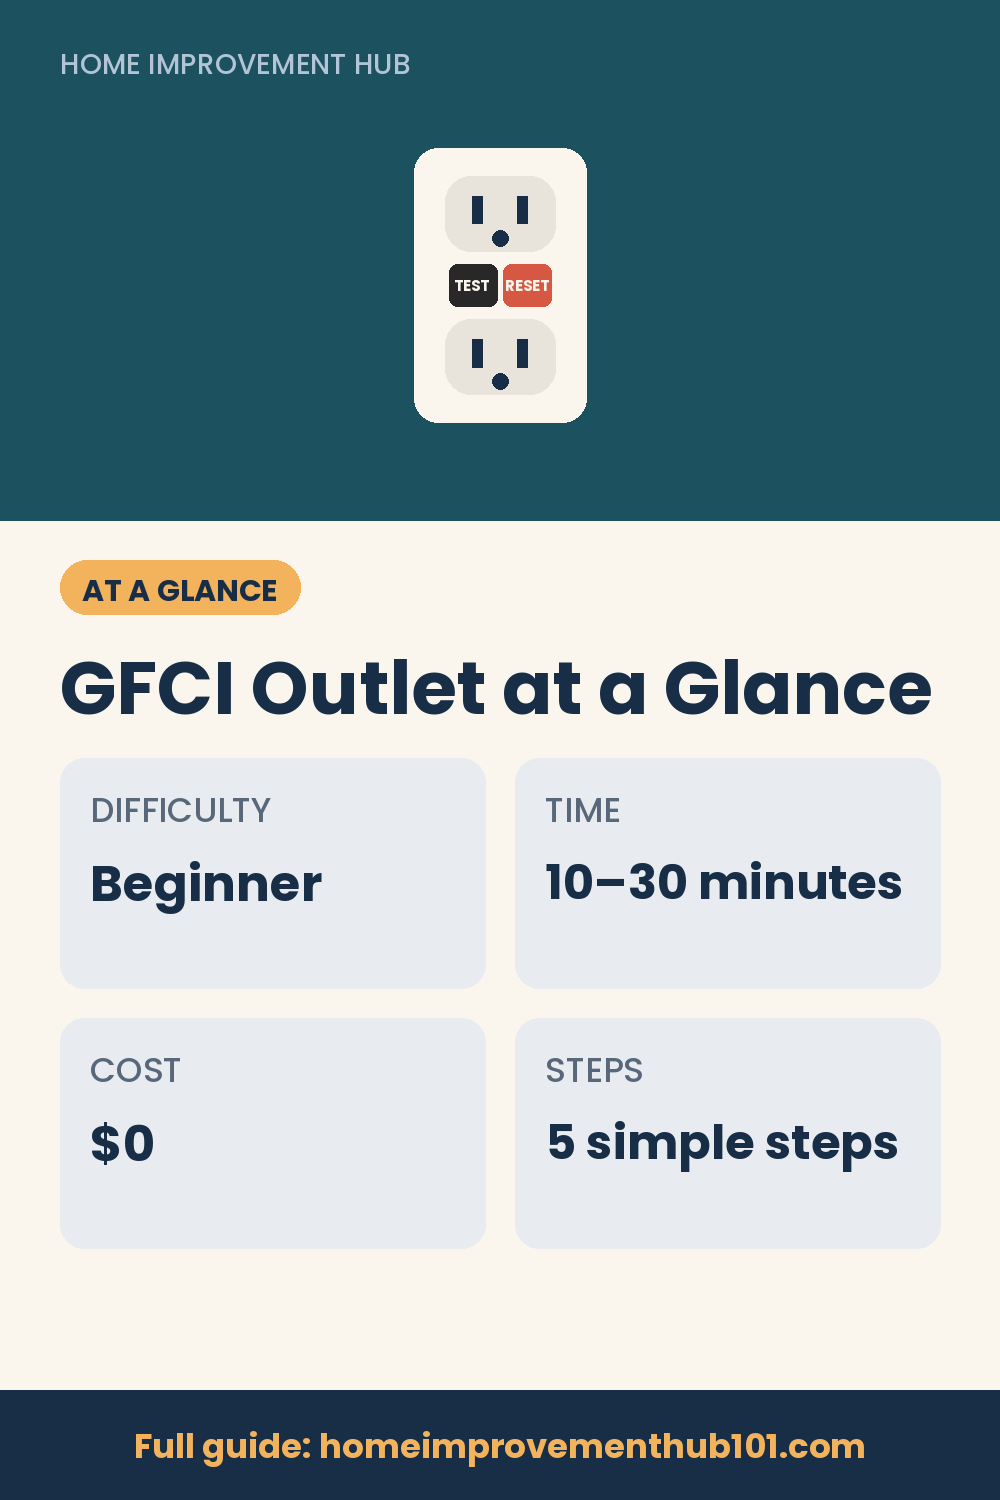 HOME IMPROVEMENT HUB
TEST RESET
AT A GLANCE
GFCI Outlet at a Glance
DIFFICULTY
Beginner
TIME
10–30 minutes
COST
$0
STEPS
5 simple steps
Full guide: homeimprovementhub101.com